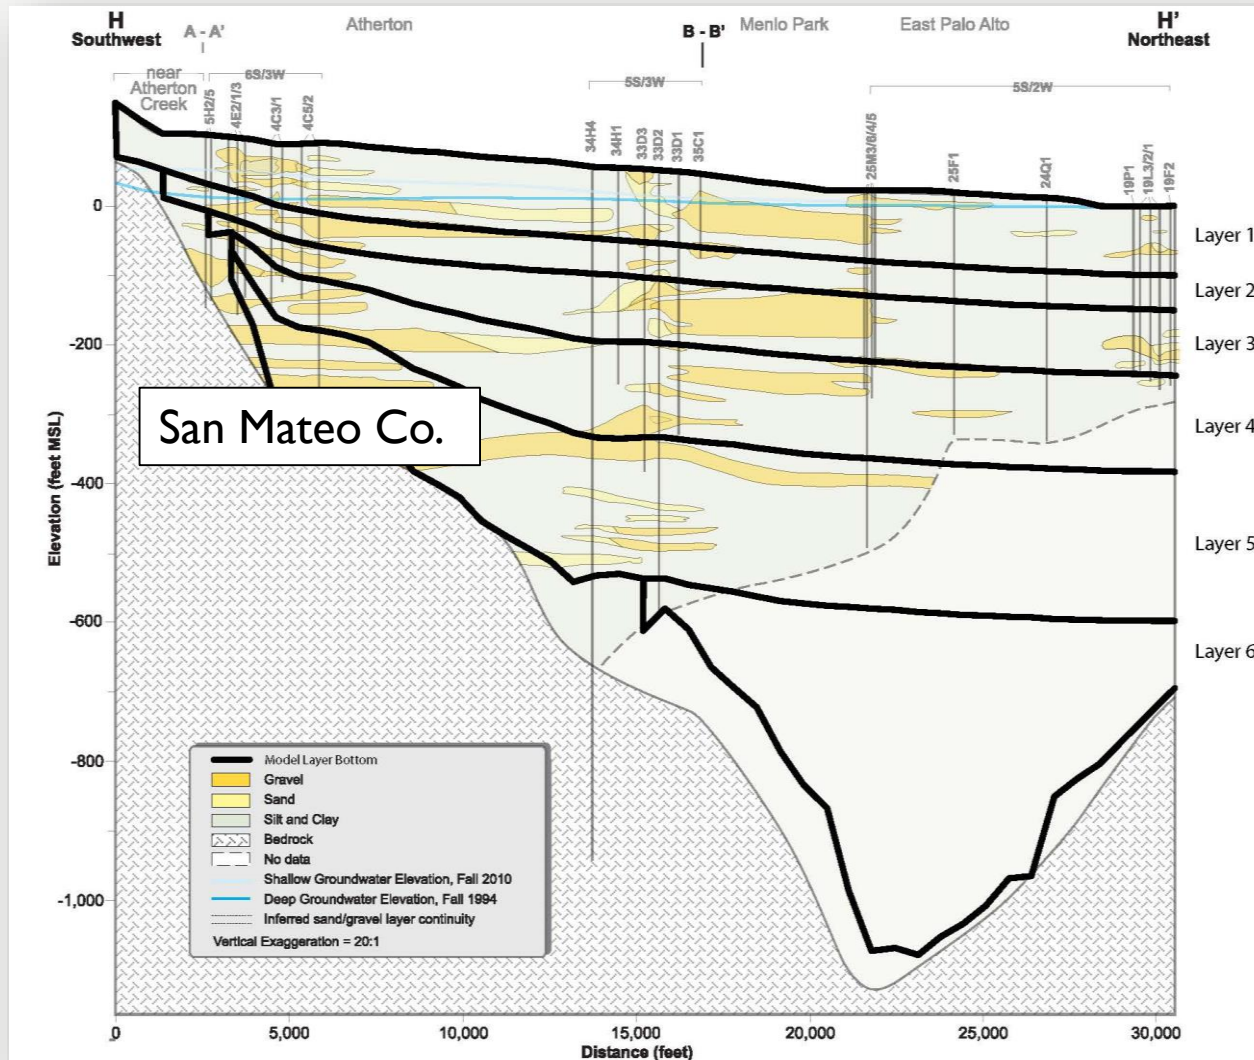 H
Southwest
A - A'
Atherton
B - B'
Menlo Park
East Palo Alto
H'
Northeast
near
Atherton
Creek
6S/3W
5S/3W
5S/2W
5H2/5
4E2/1/3
4C3/1
4C5/2
34H4
34H1
33D3
33D2
33D1
35C1
25M3/6/4/5
25F1
24Q1
19P1
19L3/2/1
19F2
0
-200
-400
-600
-800
-1,000
Elevation (feet MSL)
Layer 1
Layer 2
Layer 3
Layer 4
Layer 5
Layer 6
San Mateo Co.
Model Layer Bottom
Gravel
Sand
Silt and Clay
Bedrock
No data
Shallow Groundwater Elevation, Fall 2010
Deep Groundwater Elevation, Fall 1994
Inferred sand/gravel layer continuity
Vertical Exaggeration = 20:1
0
5,000
10,000
15,000
20,000
25,000
30,000
Distance (feet)